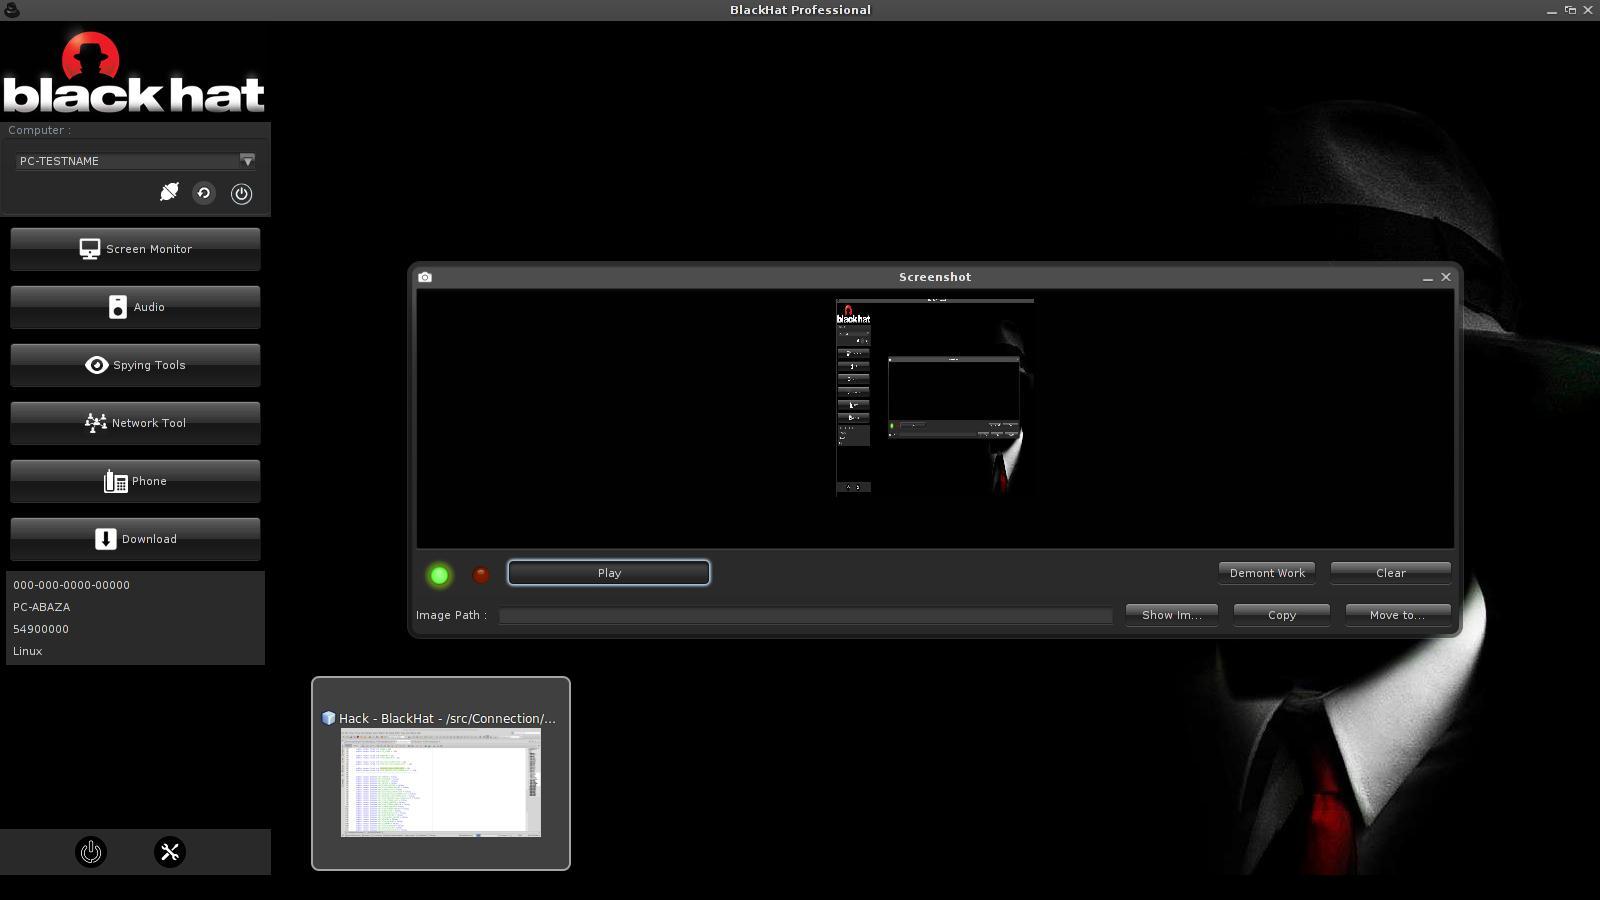 BlackHat Professional
black hat
Computer :
PC-TESTNAME
Screen Monitor
Audio
Spying Tools
Network Tool
Phone
Download
000-000-0000-00000
PC-ABAZA
54900000
Linux
Screenshot
black hat
Play
Demont Work
Clear
Image Path :
Show Im...
Copy
Move to...
Hack - BlackHat - /src/Connection/...